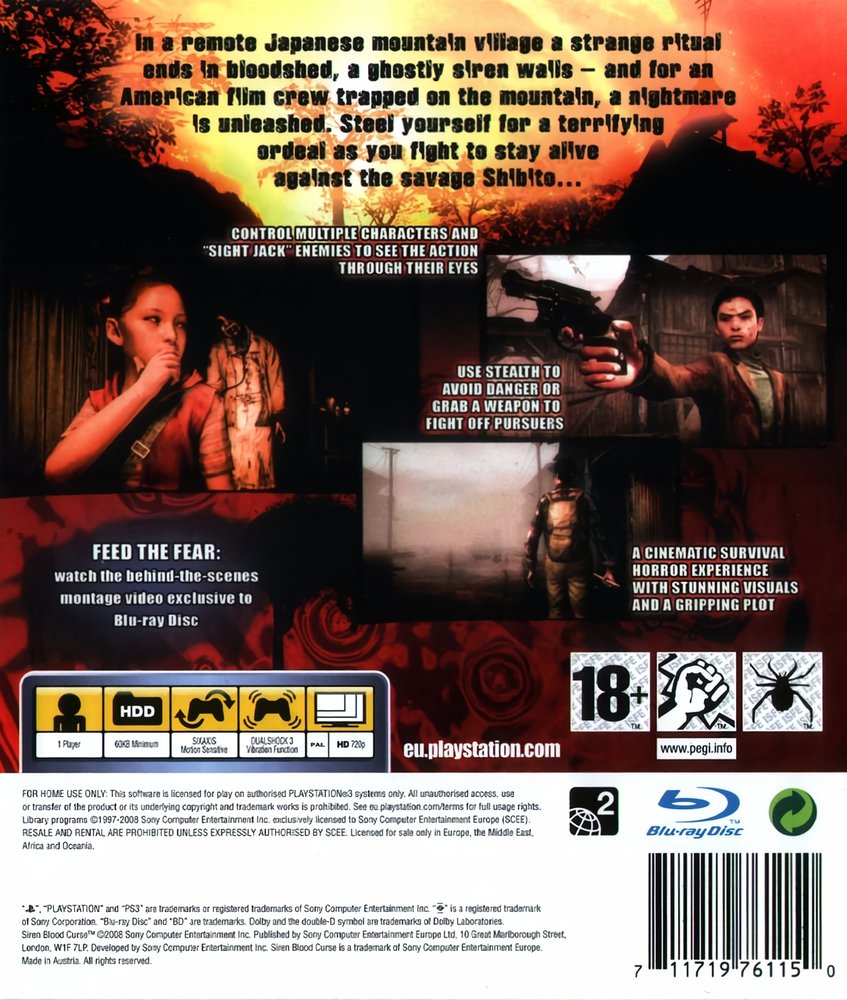 In a remote Japanese mountain village a strange ritual
ends in bloodshed, a ghostly siren wails – and for an
American film crew trapped on the mountain, a nightmare
is unleashed. Steel yourself for a terrifying
ordeal as you fight to stay alive
against the savage Shibito...
CONTROL MULTIPLE CHARACTERS AND
"SIGHT JACK" ENEMIES TO SEE THE ACTION
THROUGH THEIR EYES
USE STEALTH TO
AVOID DANGER OR
GRAB A WEAPON TO
FIGHT OFF PURSUERS
FEED THE FEAR:
watch the behind-the-scenes
montage video exclusive to
Blu-ray Disc
A CINEMATIC SURVIVAL
HORROR EXPERIENCE
WITH STUNNING VISUALS
AND A GRIPPING PLOT
HDD
1 Player
60KB Minimum
SIXAXIS
Motion Sensitive
DUALSHOCK 3
Vibration Function
PAL
HD 720p
eu.playstation.com
18+
TM
TM
TM
www.pegi.info
FOR HOME USE ONLY: This software is licensed for play on authorised PLAYSTATION®3 systems only. All unauthorised access, use
or transfer of the product or its underlying copyright and trademark works is prohibited. See eu.playstation.com/terms for full usage rights.
Library programs ©1997-2008 Sony Computer Entertainment Inc. exclusively licensed to Sony Computer Entertainment Europe (SCEE).
RESALE AND RENTAL ARE PROHIBITED UNLESS EXPRESSLY AUTHORISED BY SCEE. Licensed for sale only in Europe, the Middle East,
Africa and Oceania.
2
Blu-ray Disc
TM
", "PLAYSTATION" and "PS3" are trademarks or registered trademarks of Sony Computer Entertainment Inc. " " is a registered trademark
of Sony Corporation. "Blu-ray Disc" and "BD" are trademarks. Dolby and the double-D symbol are trademarks of Dolby Laboratories.
Siren Blood Curse™ ©2008 Sony Computer Entertainment Inc. Published by Sony Computer Entertainment Europe Ltd, 10 Great Marlborough Street,
London, W1F 7LP. Developed by Sony Computer Entertainment Inc. Siren Blood Curse is a trademark of Sony Computer Entertainment Europe.
Made in Austria. All rights reserved.
7 11719 76115 0